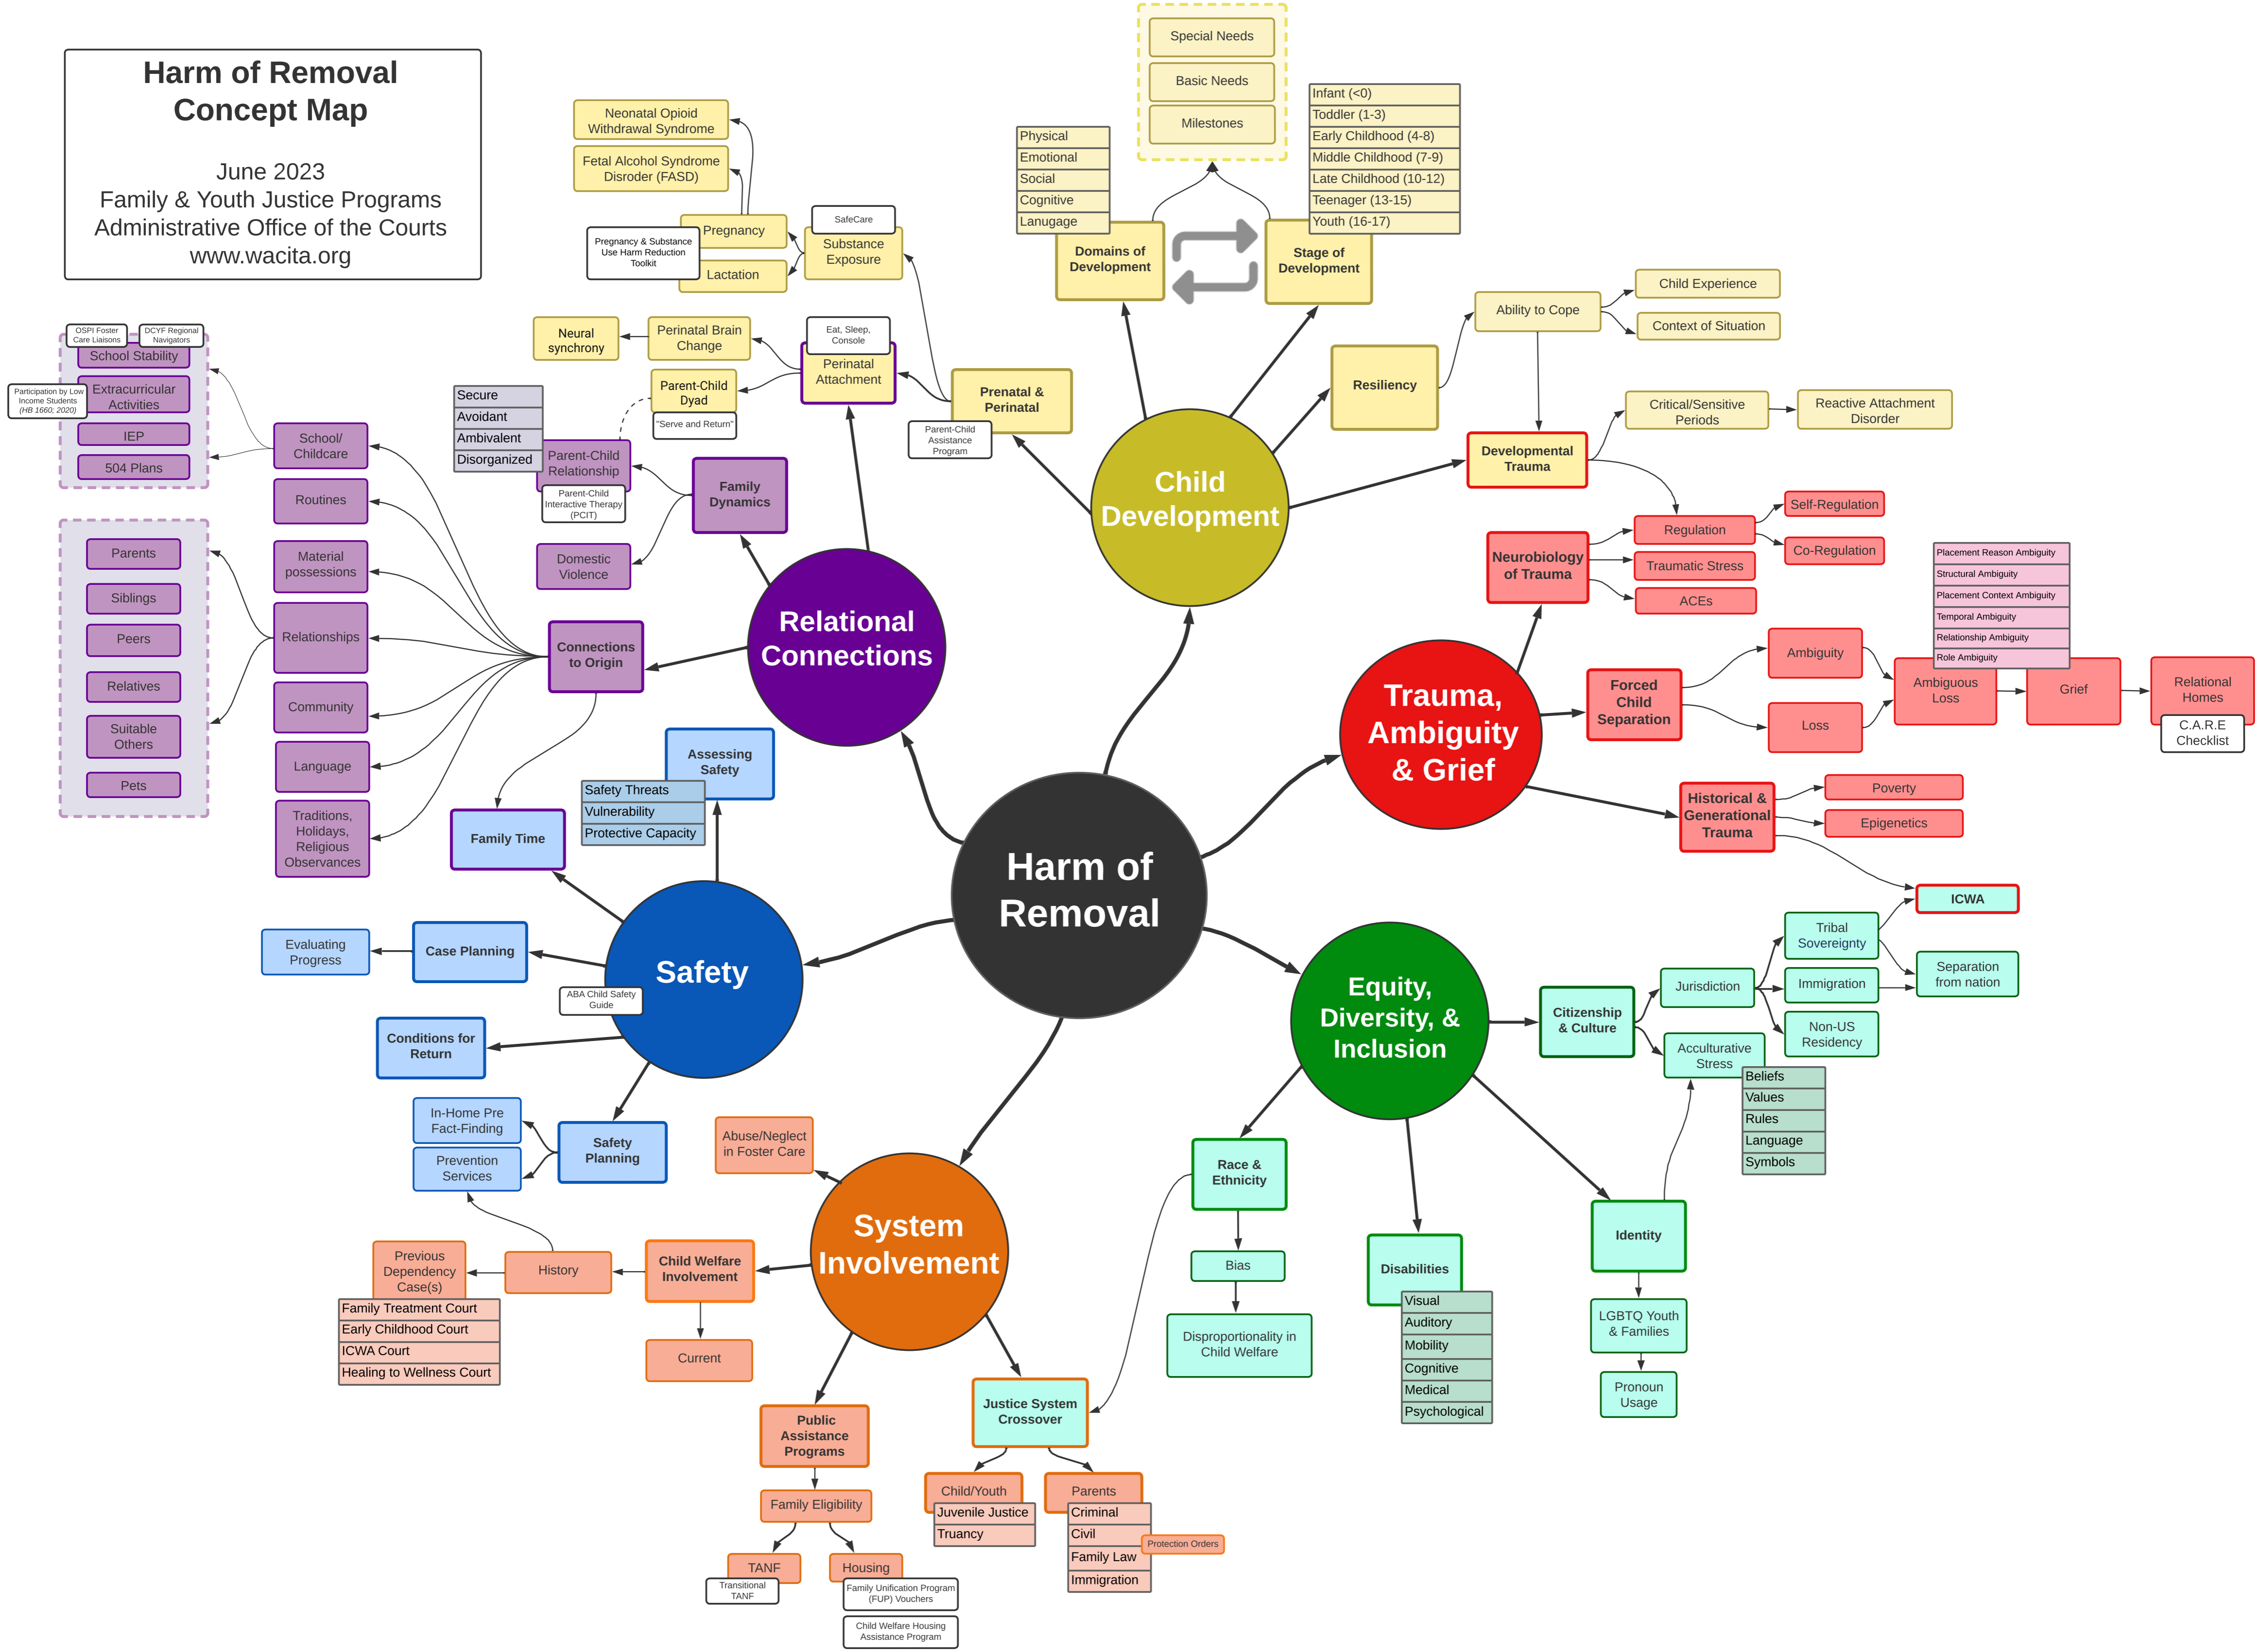 Harm of Removal
Concept Map
June 2023
Family & Youth Justice Programs
Administrative Office of the Courts
www.wacita.org
Special Needs
Basic Needs
Milestones
Physical
Emotional
Social
Cognitive
Lanugage
Infant (<0)
Toddler (1-3)
Early Childhood (4-8)
Middle Childhood (7-9)
Late Childhood (10-12)
Teenager (13-15)
Youth (16-17)
Domains of
Development
Stage of
Development
Neonatal Opioid
Withdrawal Syndrome
Fetal Alcohol Syndrome
Disroder (FASD)
Pregnancy
Pregnancy & Substance
Use Harm Reduction
Toolkit
Lactation
SafeCare
Substance
Exposure
Neural
synchrony
Perinatal Brain
Change
Eat, Sleep,
Console
Perinatal
Attachment
Parent-Child
Dyad
"Serve and Return"
Prenatal &
Perinatal
Parent-Child
Assistance
Program
Resiliency
Ability to Cope
Child Experience
Context of Situation
Developmental
Trauma
Critical/Sensitive
Periods
Reactive Attachment
Disorder
Child
Development
OSPI Foster
Care Liaisons
DCYF Regional
Navigators
School Stability
Participation by Low
Income Students
(HB 1660; 2020)
Extracurricular
Activities
IEP
504 Plans
School/
Childcare
Routines
Material
possessions
Relationships
Community
Language
Traditions,
Holidays,
Religious
Observances
Parents
Siblings
Peers
Relatives
Suitable
Others
Pets
Secure
Avoidant
Ambivalent
Disorganized
Parent-Child
Relationship
Parent-Child
Interactive Therapy
(PCIT)
Domestic
Violence
Family
Dynamics
Connections
to Origin
Relational
Connections
Neurobiology
of Trauma
Regulation
Self-Regulation
Co-Regulation
Traumatic Stress
ACEs
Placement Reason Ambiguity
Structural Ambiguity
Placement Context Ambiguity
Temporal Ambiguity
Relationship Ambiguity
Role Ambiguity
Trauma,
Ambiguity
& Grief
Forced
Child
Separation
Ambiguity
Loss
Ambiguous
Loss
Grief
Relational
Homes
C.A.R.E
Checklist
Historical &
Generational
Trauma
Poverty
Epigenetics
ICWA
Harm of
Removal
Assessing
Safety
Safety Threats
Vulnerability
Protective Capacity
Family Time
Case Planning
Evaluating
Progress
Safety
ABA Child Safety
Guide
Conditions for
Return
Safety
Planning
In-Home Pre
Fact-Finding
Prevention
Services
Equity,
Diversity, &
Inclusion
Citizenship
& Culture
Jurisdiction
Tribal
Sovereignty
Immigration
Non-US
Residency
Separation
from nation
Acculturative
Stress
Beliefs
Values
Rules
Language
Symbols
Race &
Ethnicity
Bias
Disproportionality in
Child Welfare
Disabilities
Visual
Auditory
Mobility
Cognitive
Medical
Psychological
Identity
LGBTQ Youth
& Families
Pronoun
Usage
System
Involvement
Abuse/Neglect
in Foster Care
Child Welfare
Involvement
History
Previous
Dependency
Case(s)
Family Treatment Court
Early Childhood Court
ICWA Court
Healing to Wellness Court
Current
Public
Assistance
Programs
Family Eligibility
TANF
Transitional
TANF
Housing
Family Unification Program
(FUP) Vouchers
Child Welfare Housing
Assistance Program
Justice System
Crossover
Child/Youth
Juvenile Justice
Truancy
Parents
Criminal
Civil
Family Law
Immigration
Protection Orders